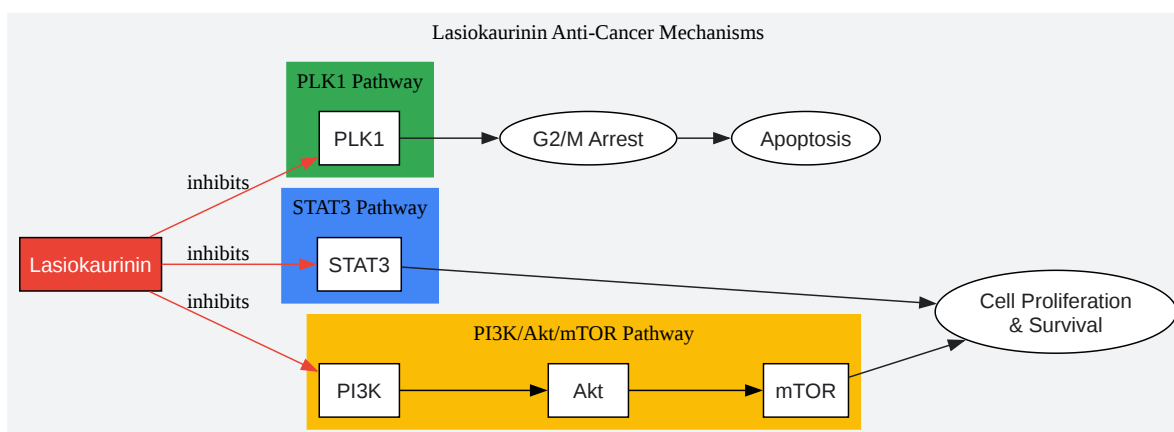 Lasiokaurinin Anti-Cancer Mechanisms
PLK1 Pathway
PLK1
G2/M Arrest
Apoptosis
inhibits
STAT3 Pathway
Lasiokaurinin
inhibits
STAT3
inhibits
Cell Proliferation
& Survival
PI3K/Akt/mTOR Pathway
PI3K
Akt
mTOR